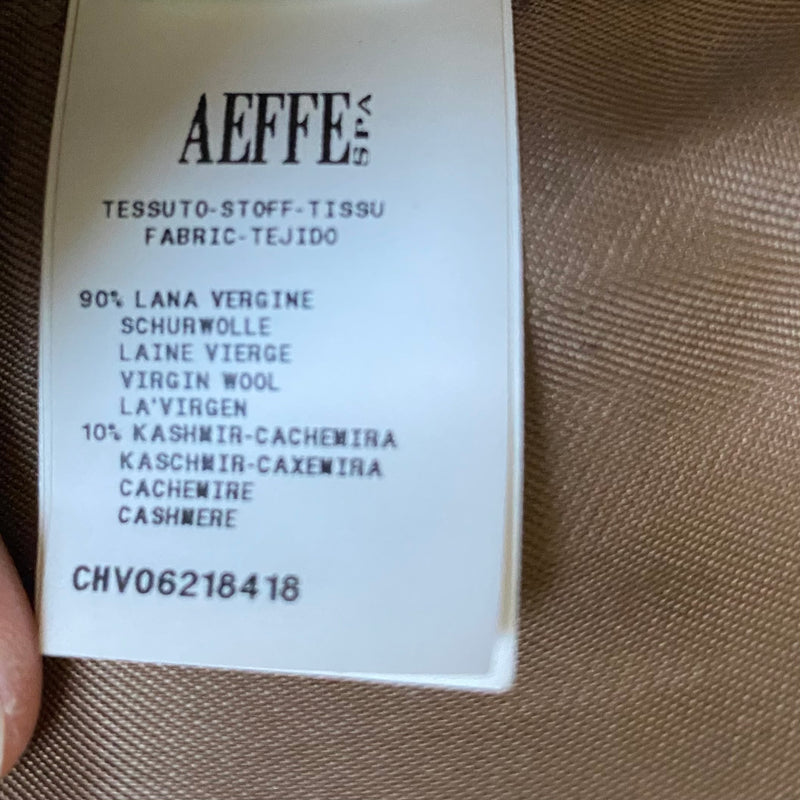 AEFFE SPA
TESSUTO-STOFF-TISSU
FABRIC-TEJIDO
90% LANA VERGINE
SCHURWOLLE
LAINE VIERGE
VIRGIN WOOL
LA'VIRGEN
10% KASHMIR-CACHEMIRA
KASCHMIR-CAXEMIRA
CACHEMIRE
CASHMERE
CHV06218418